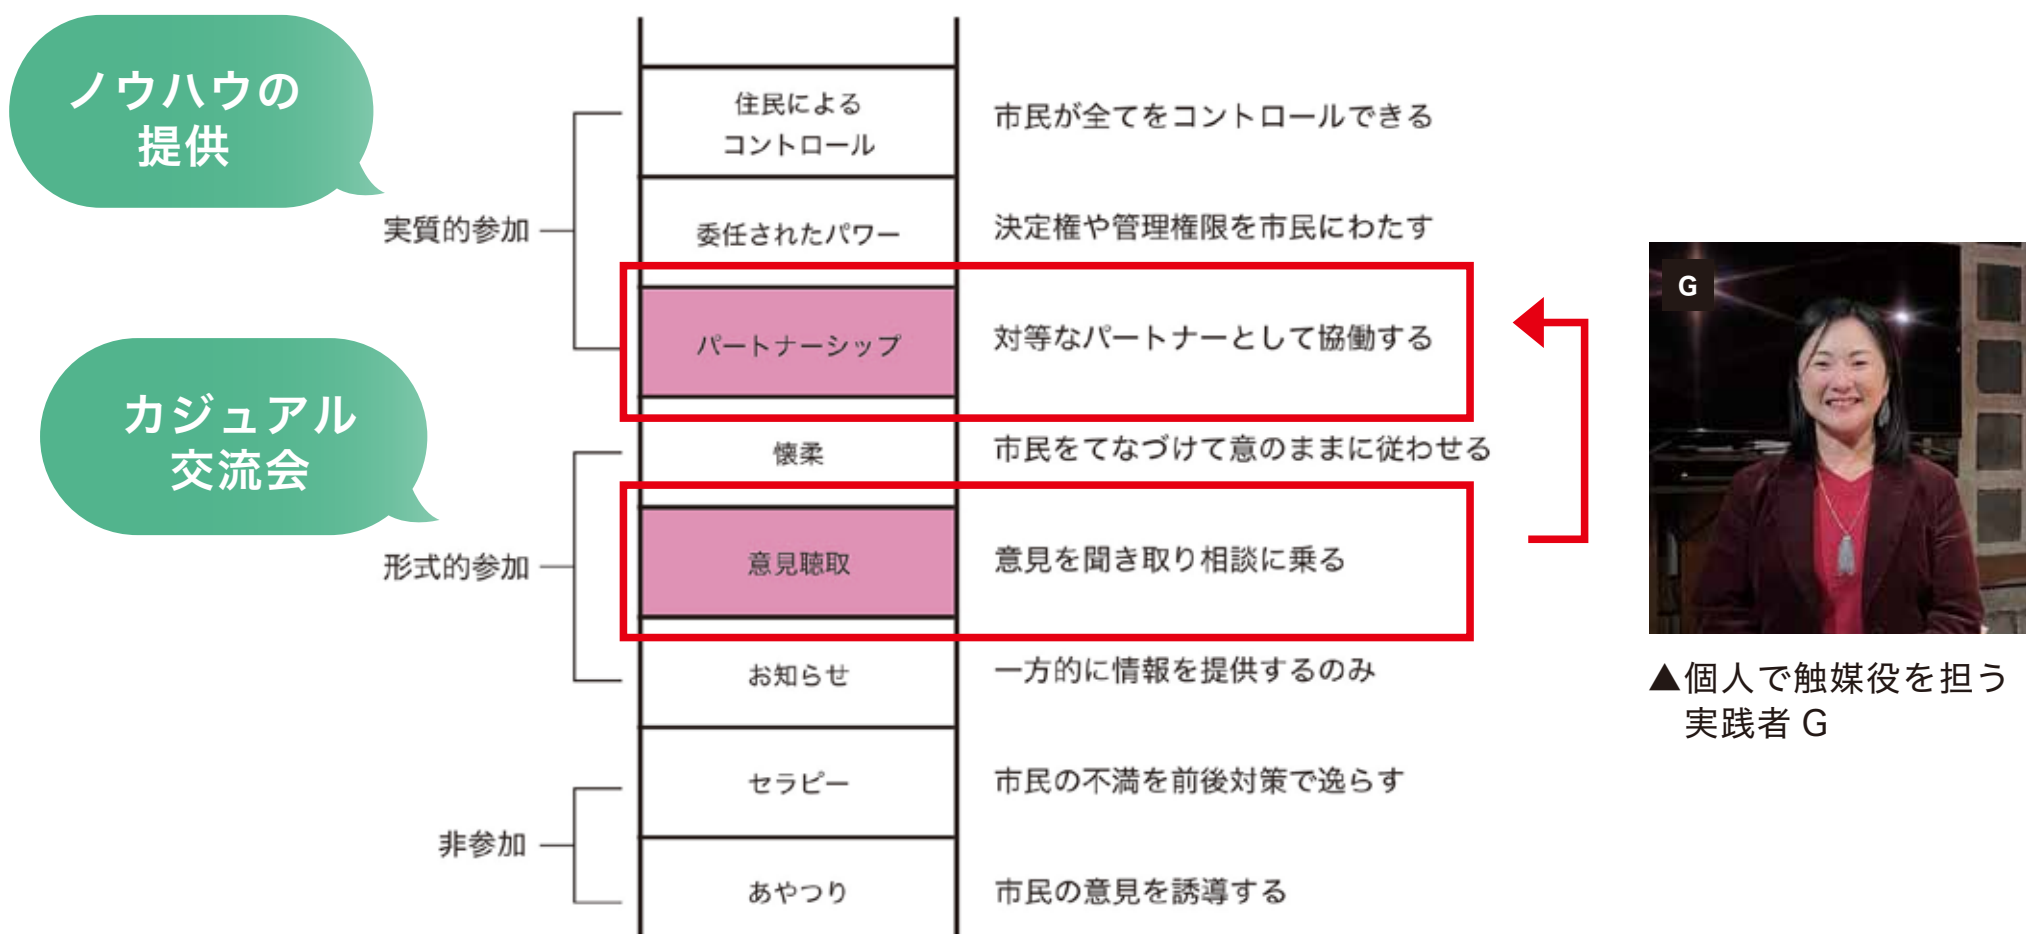 ノウハウの
提供
カジュアル
交流会
実質的参加
形式的参加
非参加
住民による
コントロール
市民が全てをコントロールできる
委任されたパワー
決定権や管理権限を市民にわたす
パートナーシップ
対等なパートナーとして協働する
懐柔
市民をてなづけて意のままに従わせる
意見聴取
意見を聞き取り相談に乗る
お知らせ
一方的に情報を提供するのみ
セラピー
市民の不満を前後対策で逸らす
あやつり
市民の意見を誘導する
G
▲個人で触媒役を担う
実践者 G